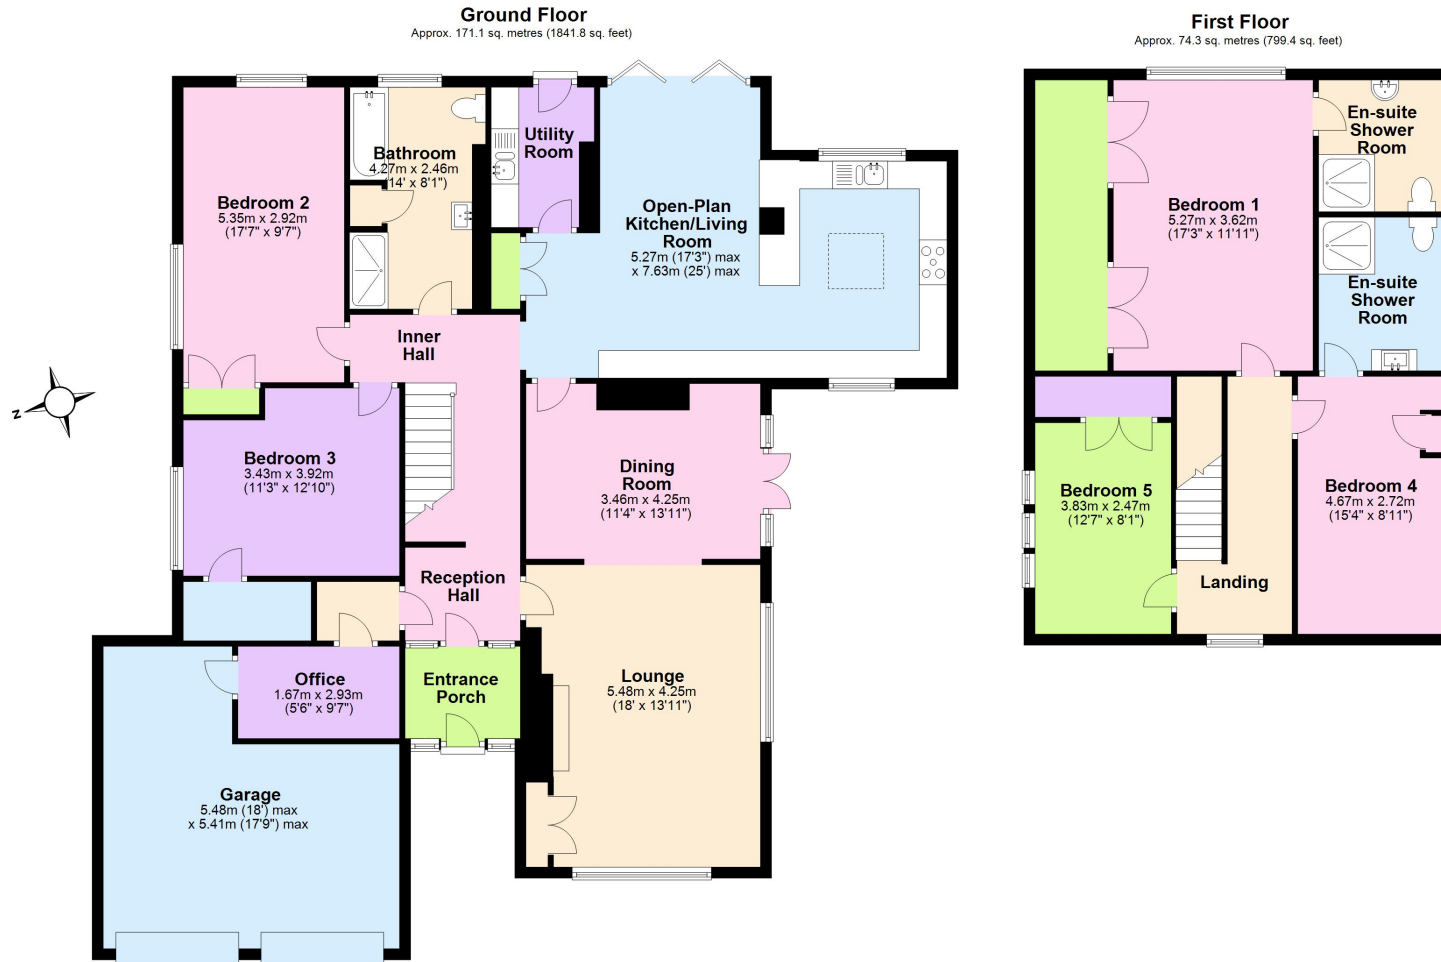 Ground Floor
Approx. 171.1 sq. metres (1841.8 sq. feet)
First Floor
Approx. 74.3 sq. metres (799.4 sq. feet)
Bedroom 2
5.35m x 2.92m
(17'7" x 9'7")
Bathroom
4.27m x 2.46m
(14' x 8'1")
Utility
Room
Open-Plan
Kitchen/Living
Room
5.27m (17'3") max
x 7.63m (25') max
Inner
Hall
Bedroom 3
3.43m x 3.92m
(11'3" x 12'10")
Dining
Room
3.46m x 4.25m
(11'4" x 13'11")
Reception
Hall
Office
1.67m x 2.93m
(5'6" x 9'7")
Entrance
Porch
Lounge
5.48m x 4.25m
(18' x 13'11")
Garage
5.48m (18') max
x 5.41m (17'9") max
N
Bedroom 1
5.27m x 3.62m
(17'3" x 11'11")
En-suite
Shower
Room
En-suite
Shower
Room
Bedroom 5
3.83m x 2.47m
(12'7" x 8'1")
Bedroom 4
4.67m x 2.72m
(15'4" x 8'11")
Landing